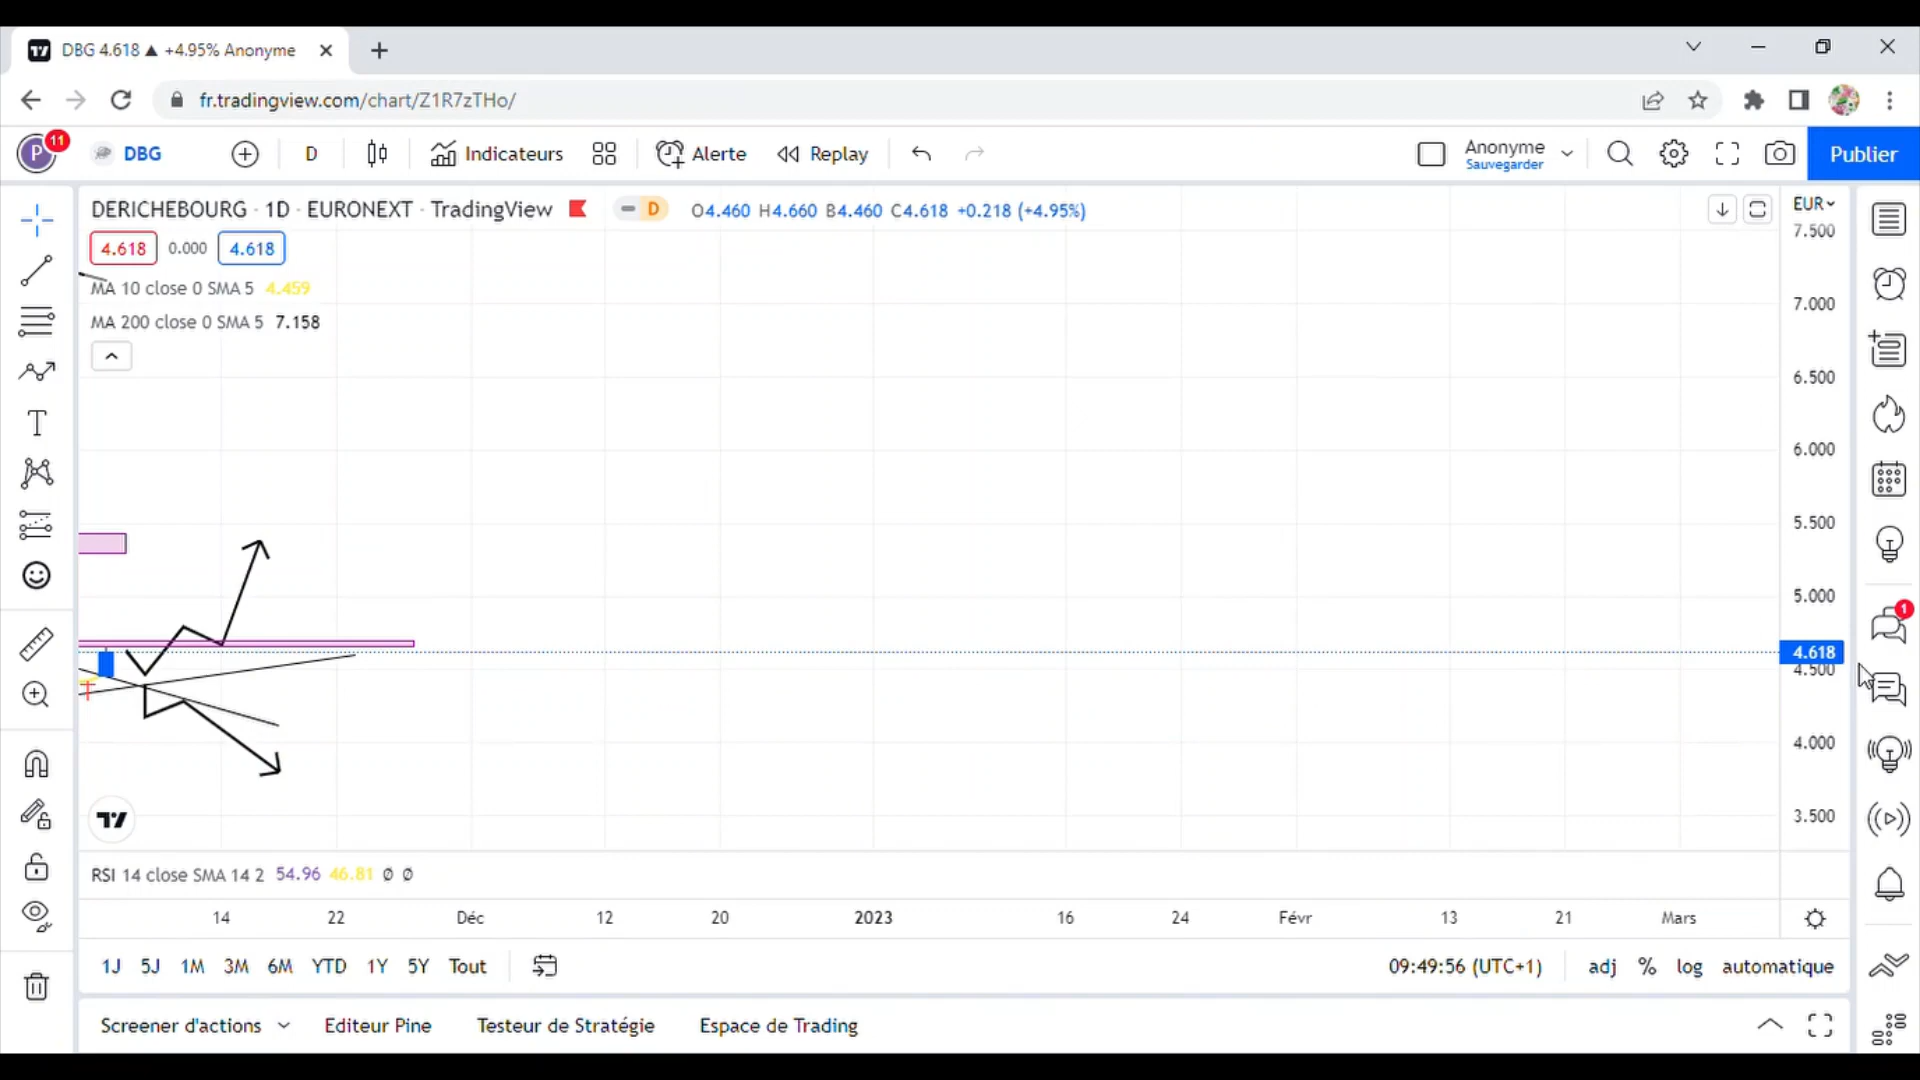 DBG 4.618 ▲ +4.95% Anonyme
fr.tradingview.com/chart/Z1R7zTHo/
P 11 DBG D Indicateurs Alerte Replay Anonyme Sauvegarder Publier
DERICHEBOURG · 1D · EURONEXT · TradingView D O4.460 H4.660 B4.460 C4.618 +0.218 (+4.95%) EUR
4.618 0.000 4.618
MA 10 close 0 SMA 5 4.459
MA 200 close 0 SMA 5 7.158
7.500
7.000
6.500
6.000
5.500
5.000
4.618
4.500
4.000
3.500
1
RSI 14 close SMA 14 2 54.96 46.81 Ø Ø
14 22 Déc 12 20 2023 16 24 Févr 13 21 Mars
1J 5J 1M 3M 6M YTD 1Y 5Y Tout 09:49:56 (UTC+1) adj % log automatique
Screener d'actions Editeur Pine Testeur de Stratégie Espace de Trading